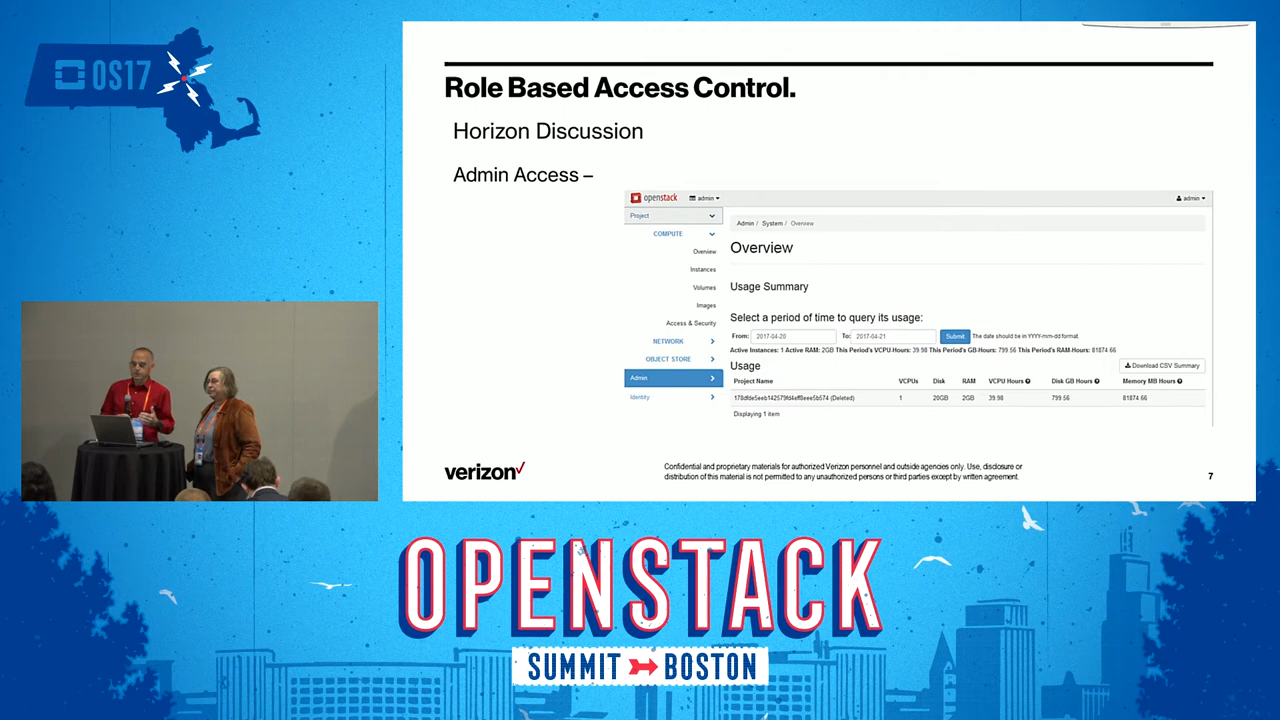 OS17
Role Based Access Control.
Horizon Discussion
Admin Access –
openstack admin admin
Project
COMPUTE
Overview
Instances
Volumes
Images
Access & Security
NETWORK
OBJECT STORE
Admin
Identity
Admin / System / Overview
Overview
Usage Summary
Select a period of time to query its usage:
From: 2017-04-20 To: 2017-04-21 Submit The date should be in YYYY-mm-dd format.
Active Instances: 1 Active RAM: 2GB This Period's VCPU-Hours: 39.98 This Period's GB-Hours: 799.56 This Period's RAM-Hours: 81874.66
Usage Download CSV Summary
Project Name VCPUs Disk RAM VCPU Hours Disk GB Hours Memory MB Hours
(Deleted) 1 20GB 2GB 39.98 799.56 81874.66
Displaying 1 item
verizon
Confidential and proprietary materials for authorized Verizon personnel and outside agencies only. Use, disclosure or
distribution of this material is not permitted to any unauthorized persons or third parties except by written agreement.
7
OPENSTACK
SUMMIT BOSTON